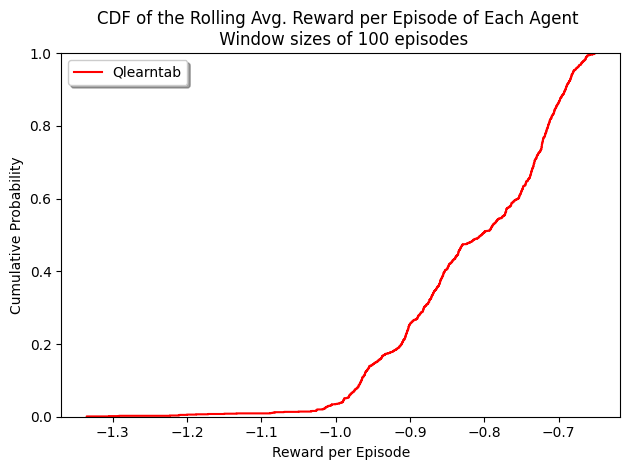 CDF of the Rolling Avg. Reward per Episode of Each Agent
Window sizes of 100 episodes
Qlearntab
Cumulative Probability
1.0
0.8
0.6
0.4
0.2
0.0
−1.3 −1.2 −1.1 −1.0 −0.9 −0.8 −0.7
Reward per Episode